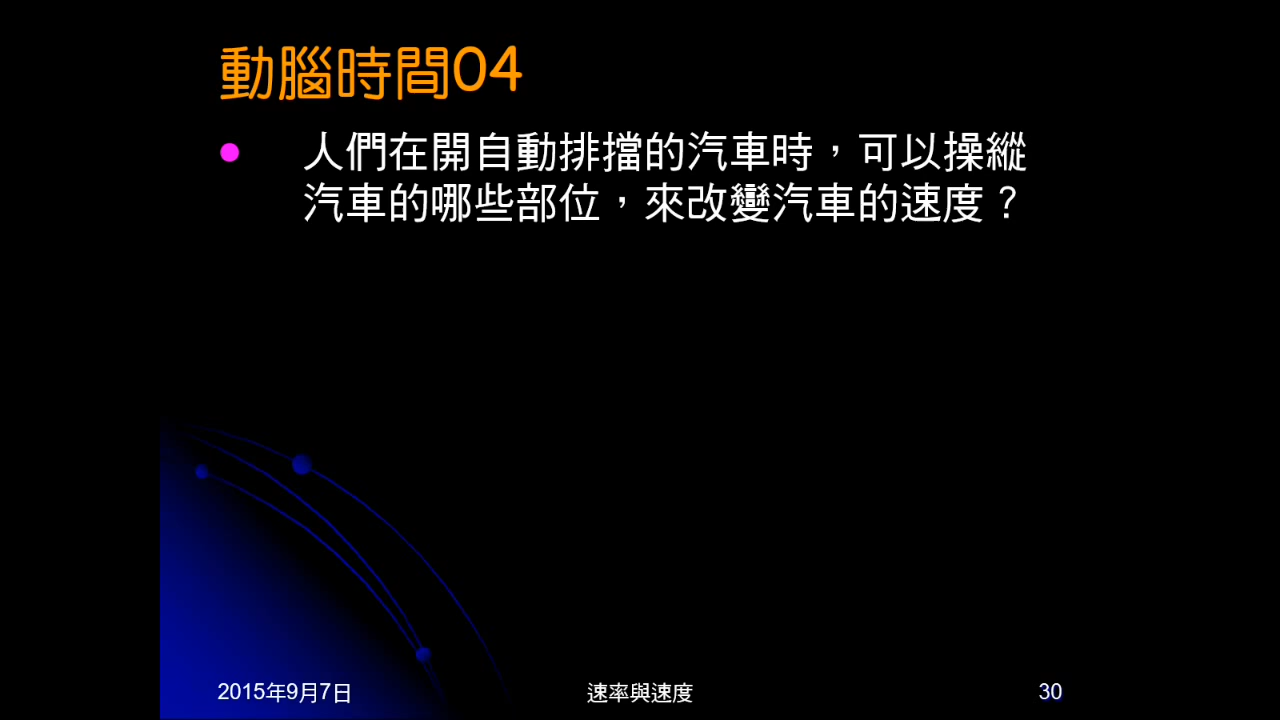 動腦時間04
人們在開自動排擋的汽車時，可以操縱
汽車的哪些部位，來改變汽車的速度？
2015年9月7日
速率與速度
30